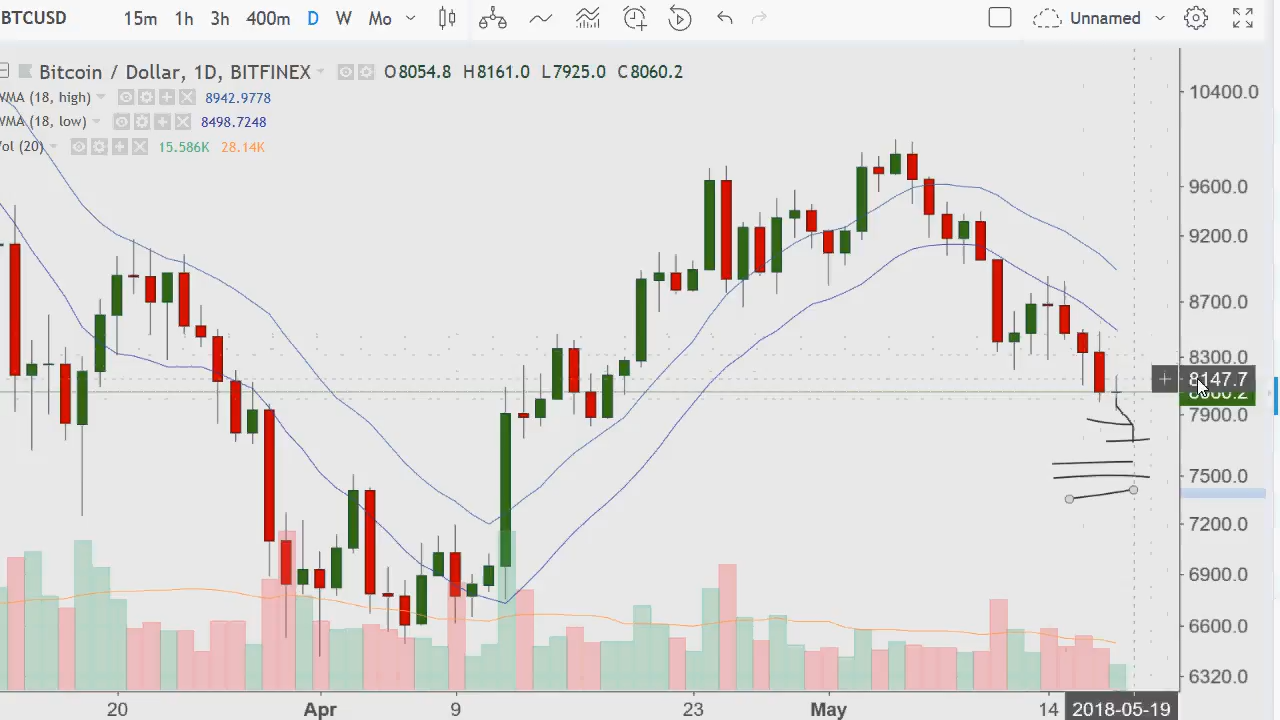 BTCUSD 15m 1h 3h 400m D W Mo Unnamed
Bitcoin / Dollar, 1D, BITFINEX O8054.8 H8161.0 L7925.0 C8060.2
WMA (18, high) 8942.9778
WMA (18, low) 8498.7248
Vol (20) 15.586K 28.14K
10400.0
9600.0
9200.0
8700.0
8300.0
8147.7
8060.2
7900.0
7500.0
7200.0
6900.0
6600.0
6320.0
20 Apr 9 23 May 14 2018-05-19